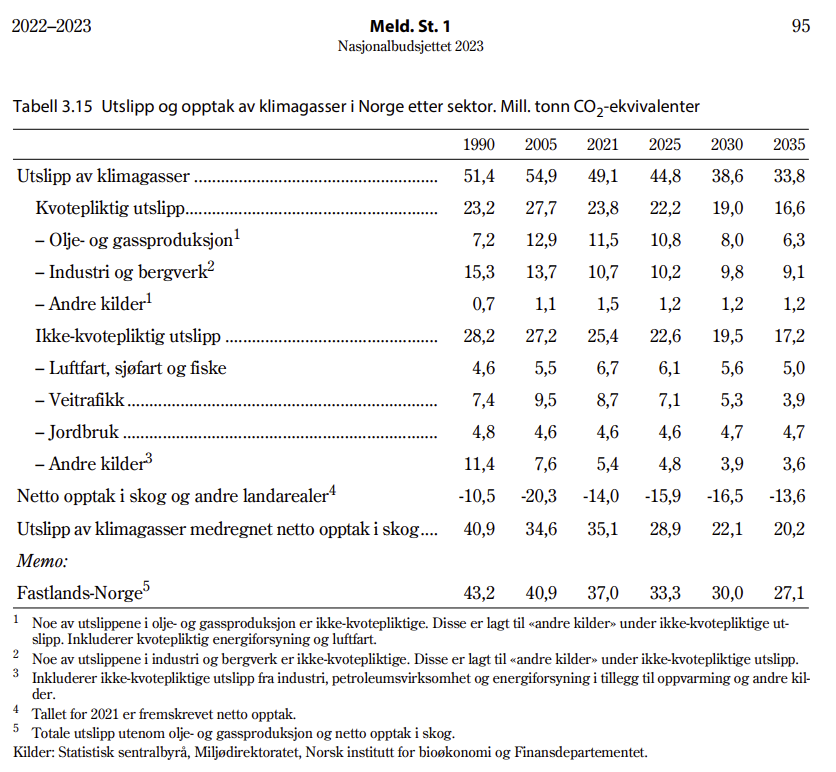 2022–2023 Meld. St. 1 95
Nasjonalbudsjettet 2023
Tabell 3.15 Utslipp og opptak av klimagasser i Norge etter sektor. Mill. tonn CO2-ekvivalenter
1990 2005 2021 2025 2030 2035
Utslipp av klimagasser ...................................................... 51,4 54,9 49,1 44,8 38,6 33,8
Kvotepliktig utslipp........................................................ 23,2 27,7 23,8 22,2 19,0 16,6
– Olje- og gassproduksjon1 7,2 12,9 11,5 10,8 8,0 6,3
– Industri og bergverk2 15,3 13,7 10,7 10,2 9,8 9,1
– Andre kilder1 0,7 1,1 1,5 1,2 1,2 1,2
Ikke-kvotepliktig utslipp ............................................... 28,2 27,2 25,4 22,6 19,5 17,2
– Luftfart, sjøfart og fiske 4,6 5,5 6,7 6,1 5,6 5,0
– Veitrafikk ..................................................................... 7,4 9,5 8,7 7,1 5,3 3,9
– Jordbruk ...................................................................... 4,8 4,6 4,6 4,6 4,7 4,7
– Andre kilder3 11,4 7,6 5,4 4,8 3,9 3,6
Netto opptak i skog og andre landarealer4 -10,5 -20,3 -14,0 -15,9 -16,5 -13,6
Utslipp av klimagasser medregnet netto opptak i skog.... 40,9 34,6 35,1 28,9 22,1 20,2
Memo:
Fastlands-Norge5 43,2 40,9 37,0 33,3 30,0 27,1
1 Noe av utslippene i olje- og gassproduksjon er ikke-kvotepliktige. Disse er lagt til «andre kilder» under ikke-kvotepliktige ut-
slipp. Inkluderer kvotepliktig energiforsyning og luftfart.
2 Noe av utslippene i industri og bergverk er ikke-kvotepliktige. Disse er lagt til «andre kilder» under ikke-kvotepliktige utslipp.
3 Inkluderer ikke-kvotepliktige utslipp fra industri, petroleumsvirksomhet og energiforsyning i tillegg til oppvarming og andre kil-
der.
4 Tallet for 2021 er fremskrevet netto opptak.
5 Totale utslipp utenom olje- og gassproduksjon og netto opptak i skog.
Kilder: Statistisk sentralbyrå, Miljødirektoratet, Norsk institutt for bioøkonomi og Finansdepartementet.